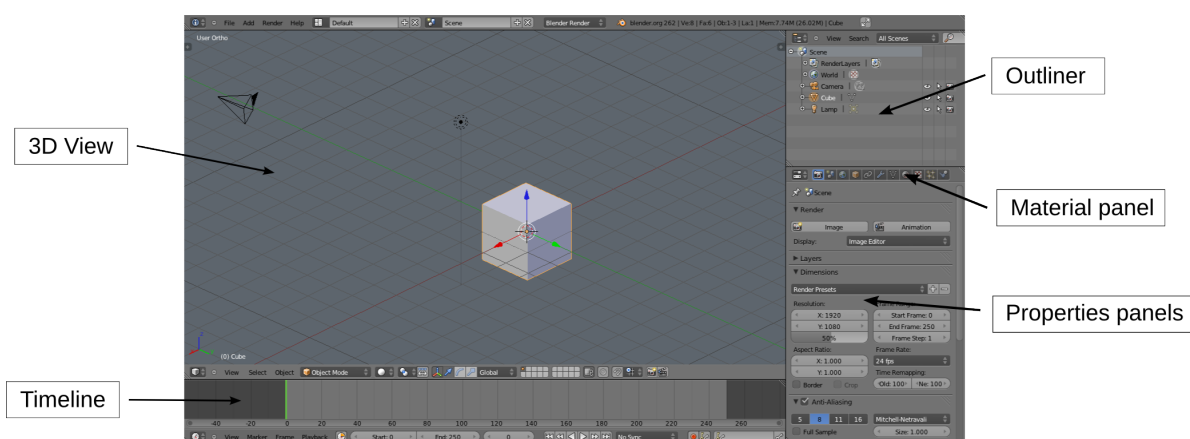 File Add Render Help Default Scene Blender Render blender.org 262 | Ve:8 | Fa:6 | Ob:1-3 | La:1 | Mem:7.74M (26.02M) | Cube
User Ortho
View Search All Scenes
Scene
RenderLayers |
World |
Camera |
Cube |
Lamp |
Outliner
3D View
Scene
Material panel
Render
Image Animation
Display: Image Editor
Layers
Dimensions
Render Presets
Properties panels
Resolution:
X: 1920 Start Frame: 0
Y: 1080 End Frame: 250
50% Frame Step: 1
Aspect Ratio: Frame Rate:
X: 1.000 24 fps
Y: 1.000 Time Remapping:
Border Crop Old: 100 Ne: 100
Anti-Aliasing
5 8 11 16 Mitchell-Netravali
Full Sample Size: 1.000
z
(0) Cube
View Select Object Object Mode Global
Timeline
-40 -20 0 20 40 60 80 100 120 140 160 180 200 220 240 260
View Marker Frame Playback Start: 0 End: 250 0 No Sync